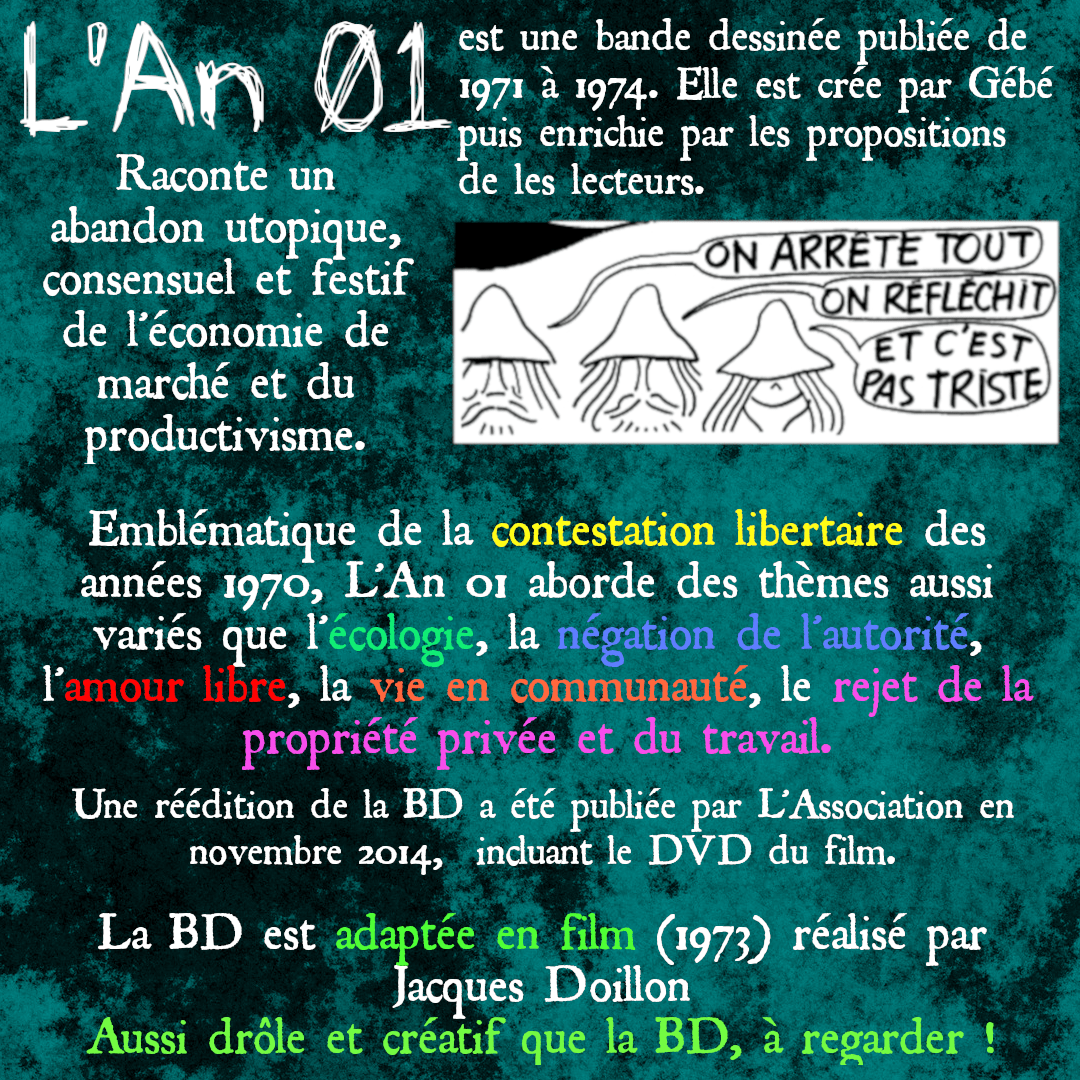 L'An 01
est une bande dessinée publiée de
1971 à 1974. Elle est crée par Gébé
puis enrichie par les propositions
de les lecteurs.
Raconte un
abandon utopique,
consensuel et festif
de l'économie de
marché et du
productivisme.
ON ARRÊTE TOUT
ON RÉFLÉCHIT
ET C'EST
PAS TRISTE
Emblématique de la contestation libertaire des
années 1970, L'An 01 aborde des thèmes aussi
variés que l'écologie, la négation de l'autorité,
l'amour libre, la vie en communauté, le rejet de la
propriété privée et du travail.
Une réédition de la BD a été publiée par L'Association en
novembre 2014, incluant le DVD du film.
La BD est adaptée en film (1973) réalisé par
Jacques Doillon
Aussi drôle et créatif que la BD, à regarder !